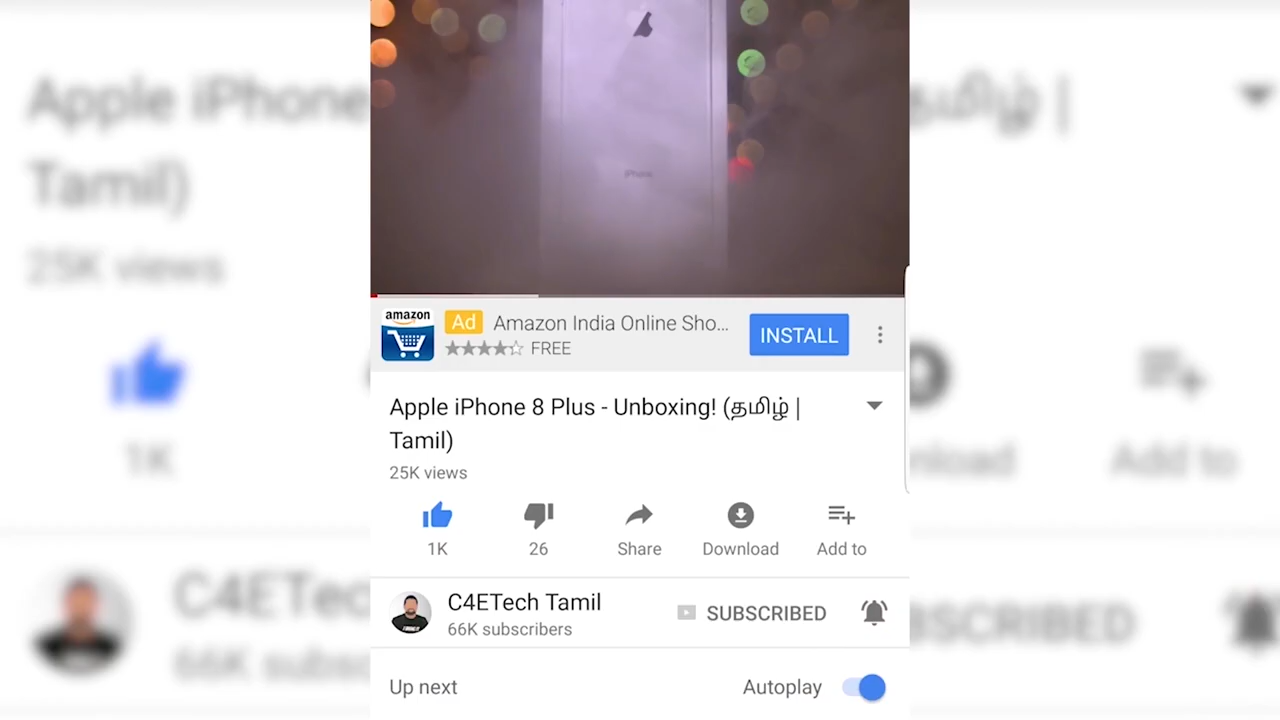 iPhone
amazon
Ad Amazon India Online Sho...
FREE
INSTALL
Apple iPhone 8 Plus - Unboxing! (தமிழ் |
Tamil)
25K views
1K
26
Share
Download
Add to
C4ETech Tamil
66K subscribers
SUBSCRIBED
Up next
Autoplay